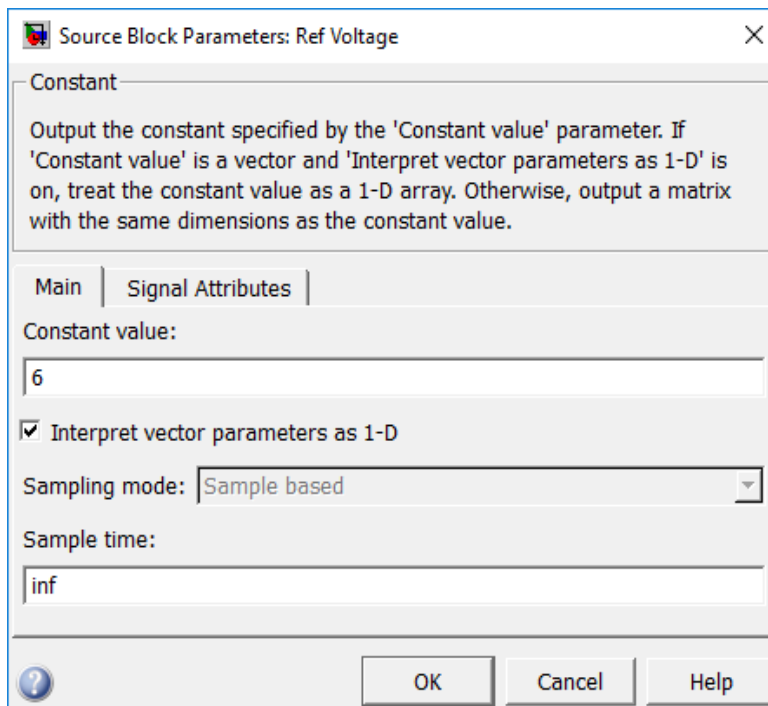 Source Block Parameters: Ref Voltage
Constant
Output the constant specified by the 'Constant value' parameter. If
'Constant value' is a vector and 'Interpret vector parameters as 1-D' is
on, treat the constant value as a 1-D array. Otherwise, output a matrix
with the same dimensions as the constant value.
Main Signal Attributes
Constant value:
6
Interpret vector parameters as 1-D
Sampling mode: Sample based
Sample time:
inf
? OK Cancel Help